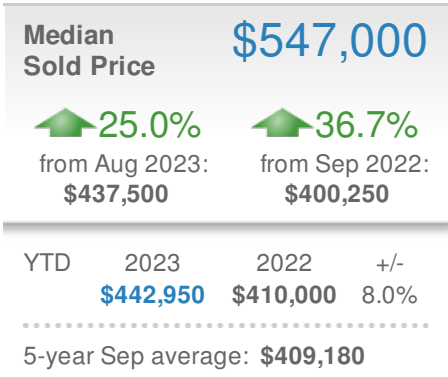 Median
Sold Price
$547,000
25.0%
from Aug 2023:
$437,500
36.7%
from Sep 2022:
$400,250
YTD 2023 2022 +/-
$442,950 $410,000 8.0%
5-year Sep average: $409,180